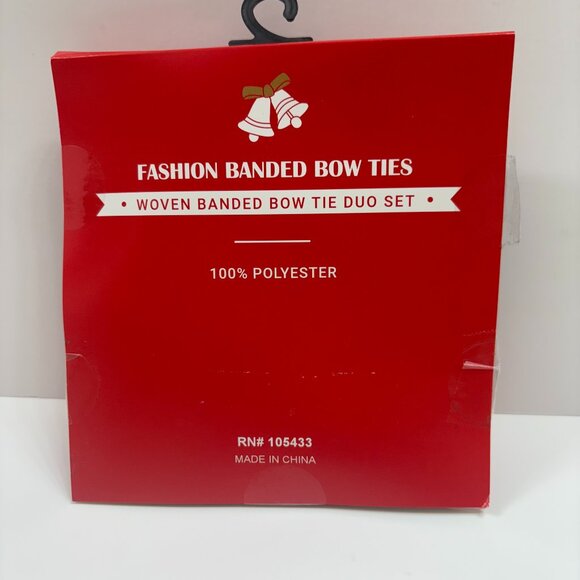 FASHION BANDED BOW TIES
• WOVEN BANDED BOW TIE DUO SET •
100% POLYESTER
RN# 105433
MADE IN CHINA